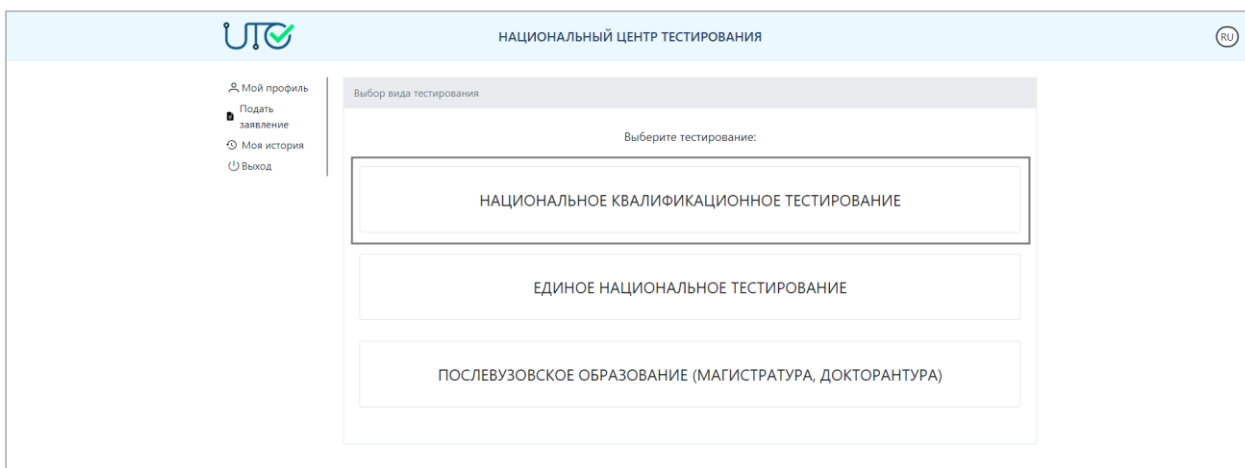 UTO
НАЦИОНАЛЬНЫЙ ЦЕНТР ТЕСТИРОВАНИЯ
RU
Мой профиль
Подать
заявление
Моя история
Выход
Выбор вида тестирования
Выберите тестирование:
НАЦИОНАЛЬНОЕ КВАЛИФИКАЦИОННОЕ ТЕСТИРОВАНИЕ
ЕДИНОЕ НАЦИОНАЛЬНОЕ ТЕСТИРОВАНИЕ
ПОСЛЕВУЗОВСКОЕ ОБРАЗОВАНИЕ (МАГИСТРАТУРА, ДОКТОРАНТУРА)